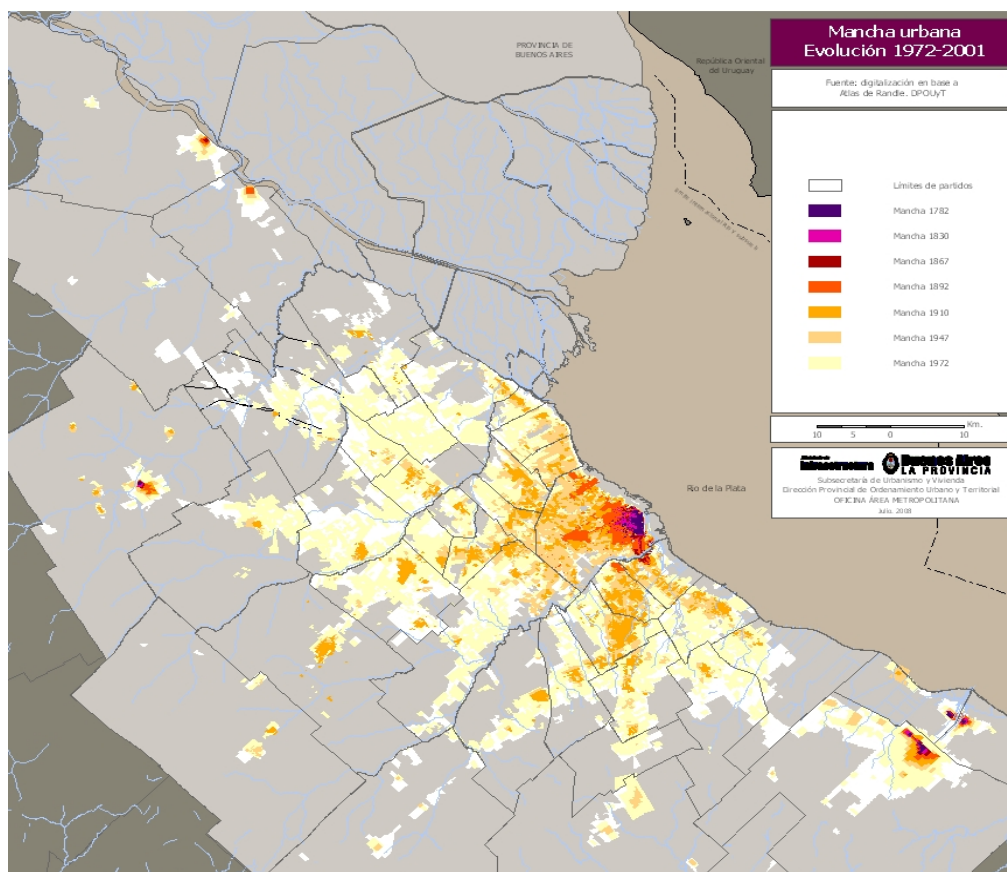 Mancha urbana
Evolución 1972-2001
Fuente: digitalización en base a
Atlas de Randle. DPOUyT
PROVINCIA DE
BUENOS AIRES
República Oriental
del Uruguay
Límites de partidos
Mancha 1782
Mancha 1830
Mancha 1867
Mancha 1892
Mancha 1910
Mancha 1947
Mancha 1972
Km.
10 5 0 10
Río de la Plata
Infraestructura
Buenos Aires
LA PROVINCIA
Subsecretaría de Urbanismo y Vivienda
Dirección Provincial de Ordenamiento Urbano y Territorial
OFICINA ÁREA METROPOLITANA
Julio. 2008